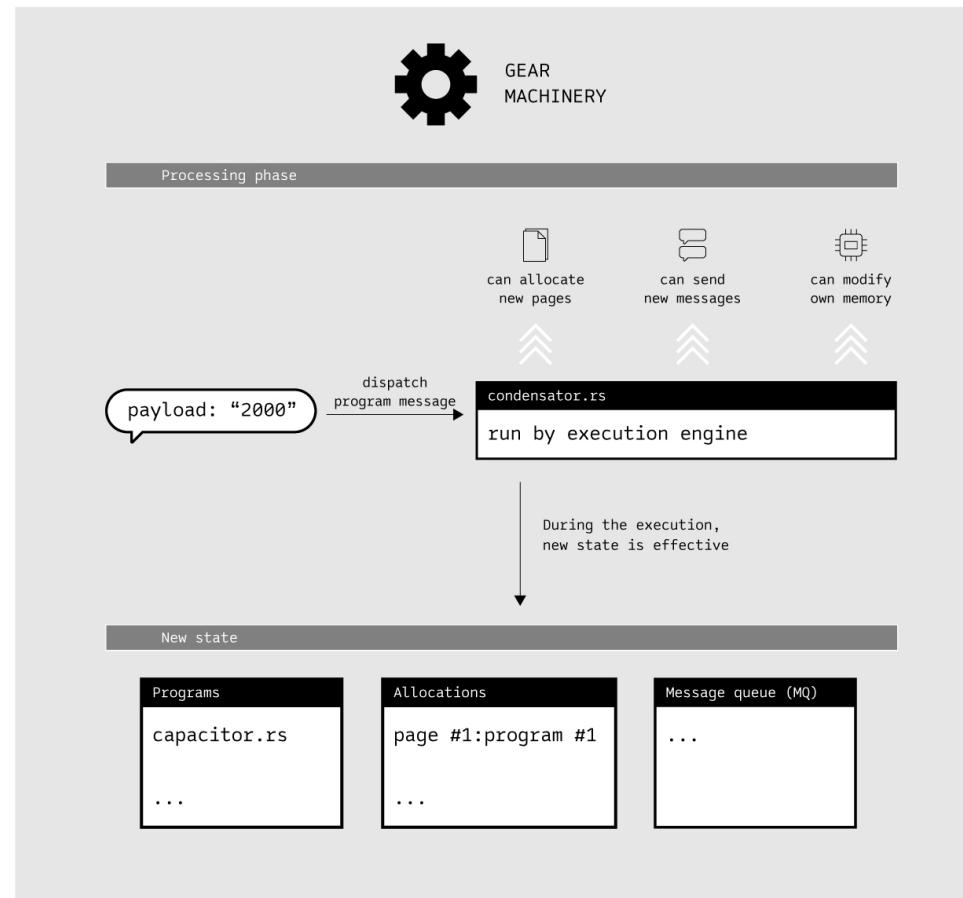 GEAR
MACHINERY
Processing phase
can allocate
new pages
can send
new messages
can modify
own memory
payload: “2000”
dispatch
program message
condensator.rs
run by execution engine
During the execution,
new state is effective
New state
Programs
capacitor.rs
...
Allocations
page #1:program #1
...
Message queue (MQ)
...